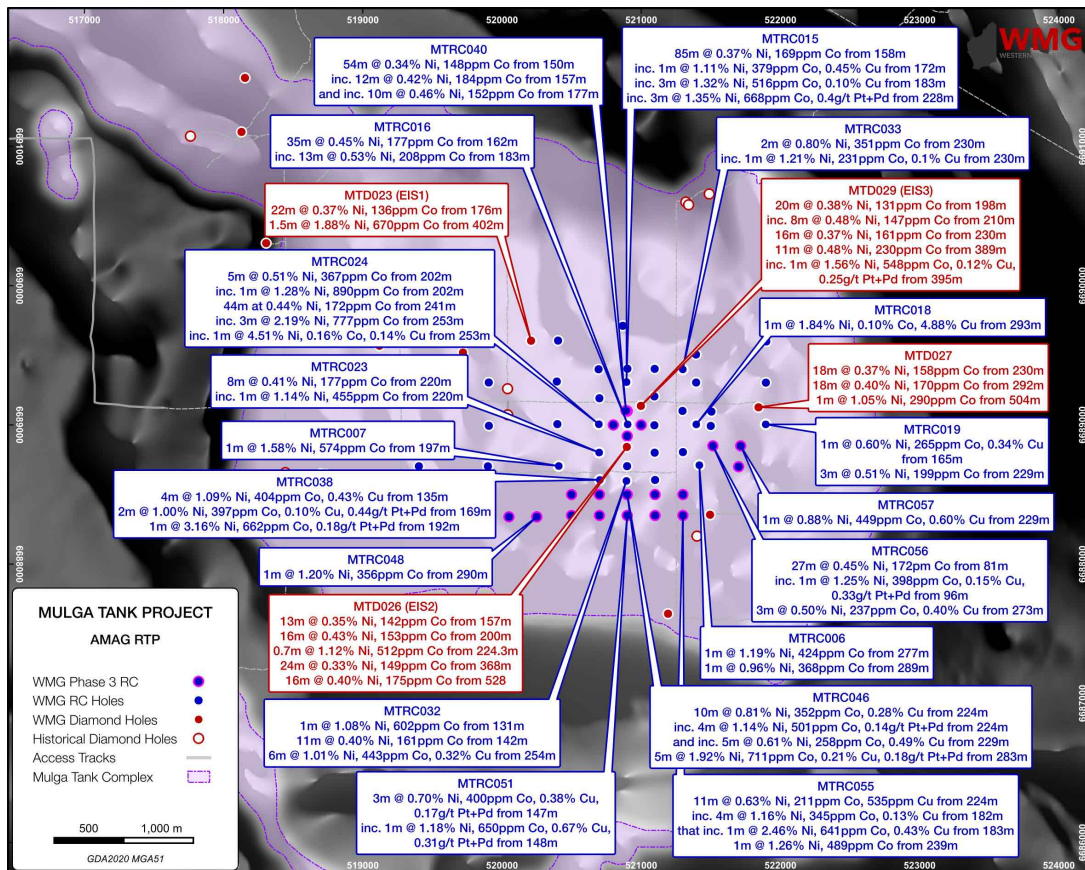 517000
518000
519000
520000
521000
522000
523000
524000
WMG
WESTERN
MTRC040
54m @ 0.34% Ni, 148ppm Co from 150m
inc. 12m @ 0.42% Ni, 184ppm Co from 157m
and inc. 10m @ 0.46% Ni, 152ppm Co from 177m
MTRC015
85m @ 0.37% Ni, 169ppm Co from 158m
inc. 1m @ 1.11% Ni, 379ppm Co, 0.45% Cu from 172m
inc. 3m @ 1.32% Ni, 516ppm Co, 0.10% Cu from 183m
inc. 3m @ 1.35% Ni, 668ppm Co, 0.4g/t Pt+Pd from 228m
MTRC016
35m @ 0.45% Ni, 177ppm Co from 162m
inc. 13m @ 0.53% Ni, 208ppm Co from 183m
MTRC033
2m @ 0.80% Ni, 351ppm Co from 230m
inc. 1m @ 1.21% Ni, 231ppm Co, 0.1% Cu from 230m
6691000
6691000
MTD023 (EIS1)
22m @ 0.37% Ni, 136ppm Co from 176m
1.5m @ 1.88% Ni, 670ppm Co from 402m
MTD029 (EIS3)
20m @ 0.38% Ni, 131ppm Co from 198m
inc. 8m @ 0.48% Ni, 147ppm Co from 210m
16m @ 0.37% Ni, 161ppm Co from 230m
11m @ 0.48% Ni, 230ppm Co from 389m
inc. 1m @ 1.56% Ni, 548ppm Co, 0.12% Cu,
0.25g/t Pt+Pd from 395m
MTRC024
5m @ 0.51% Ni, 367ppm Co from 202m
inc. 1m @ 1.28% Ni, 890ppm Co from 202m
44m at 0.44% Ni, 172ppm Co from 241m
inc. 3m @ 2.19% Ni, 777ppm Co from 253m
inc. 1m @ 4.51% Ni, 0.16% Co, 0.14% Cu from 253m
6690000
6690000
MTRC018
1m @ 1.84% Ni, 0.10% Co, 4.88% Cu from 293m
MTRC023
8m @ 0.41% Ni, 177ppm Co from 220m
inc. 1m @ 1.14% Ni, 455ppm Co from 220m
MTD027
18m @ 0.37% Ni, 158ppm Co from 230m
18m @ 0.40% Ni, 170ppm Co from 292m
1m @ 1.05% Ni, 290ppm Co from 504m
6689000
6689000
MTRC007
1m @ 1.58% Ni, 574ppm Co from 197m
MTRC019
1m @ 0.60% Ni, 265ppm Co, 0.34% Cu
from 165m
3m @ 0.51% Ni, 199ppm Co from 229m
MTRC038
4m @ 1.09% Ni, 404ppm Co, 0.43% Cu from 135m
2m @ 1.00% Ni, 397ppm Co, 0.10% Cu, 0.44g/t Pt+Pd from 169m
1m @ 3.16% Ni, 662ppm Co, 0.18g/t Pt+Pd from 192m
MTRC057
1m @ 0.88% Ni, 449ppm Co, 0.60% Cu from 229m
MTRC048
1m @ 1.20% Ni, 356ppm Co from 290m
MTRC056
27m @ 0.45% Ni, 172ppm Co from 81m
inc. 1m @ 1.25% Ni, 398ppm Co, 0.15% Cu,
0.33g/t Pt+Pd from 96m
3m @ 0.50% Ni, 237ppm Co, 0.40% Cu from 273m
6688000
6688000
MTD026 (EIS2)
13m @ 0.35% Ni, 142ppm Co from 157m
16m @ 0.43% Ni, 153ppm Co from 200m
0.7m @ 1.12% Ni, 512ppm Co from 224.3m
24m @ 0.33% Ni, 149ppm Co from 368m
16m @ 0.40% Ni, 175ppm Co from 528
MTRC006
1m @ 1.19% Ni, 424ppm Co from 277m
1m @ 0.96% Ni, 368ppm Co from 289m
MTRC032
1m @ 1.08% Ni, 602ppm Co from 131m
11m @ 0.40% Ni, 161ppm Co from 142m
6m @ 1.01% Ni, 443ppm Co, 0.32% Cu from 254m
MTRC046
10m @ 0.81% Ni, 352ppm Co, 0.28% Cu from 224m
inc. 4m @ 1.14% Ni, 501ppm Co, 0.14g/t Pt+Pd from 224m
and inc. 5m @ 0.61% Ni, 258ppm Co, 0.49% Cu from 229m
5m @ 1.92% Ni, 711ppm Co, 0.21% Cu, 0.18g/t Pt+Pd from 283m
6687000
MTRC051
3m @ 0.70% Ni, 400ppm Co, 0.38% Cu,
0.17g/t Pt+Pd from 147m
inc. 1m @ 1.18% Ni, 650ppm Co, 0.67% Cu,
0.31g/t Pt+Pd from 148m
MTRC055
11m @ 0.63% Ni, 211ppm Co, 535ppm Cu from 224m
inc. 4m @ 1.16% Ni, 345ppm Co, 0.13% Cu from 182m
that inc. 1m @ 2.46% Ni, 641ppm Co, 0.43% Cu from 183m
1m @ 1.26% Ni, 489ppm Co from 239m
6686000
MULGA TANK PROJECT
AMAG RTP
WMG Phase 3 RC
WMG RC Holes
WMG Diamond Holes
Historical Diamond Holes
Access Tracks
Mulga Tank Complex
500
1,000 m
GDA2020 MGA51
519000
520000
521000
522000
523000